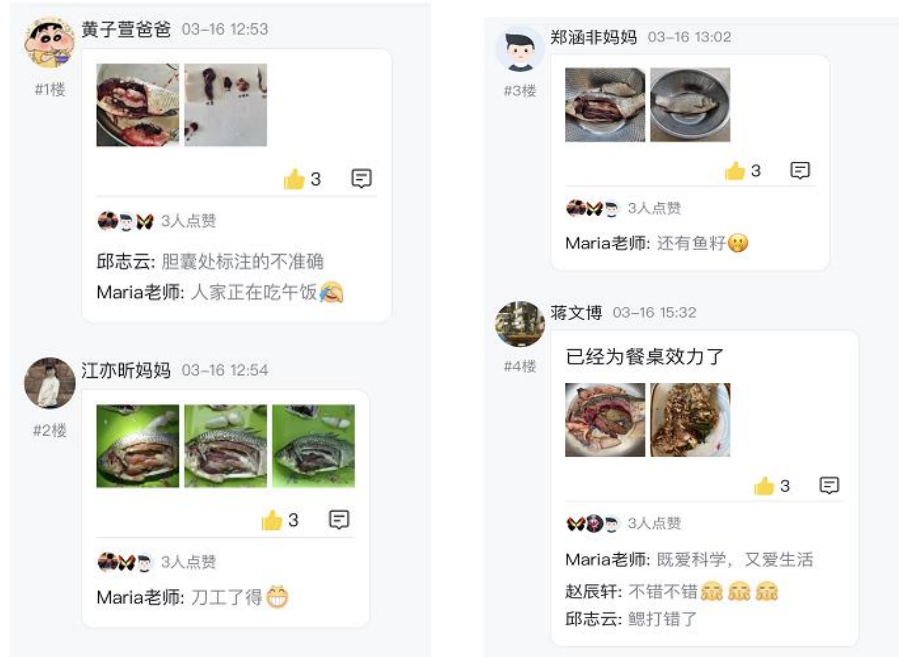 黄子萱爸爸 03-16 12:53
#1楼
3
3人点赞
邱志云: 胆囊处标注的不准确
Maria老师: 人家正在吃午饭
江亦昕妈妈 03-16 12:54
#2楼
3
3人点赞
Maria老师: 刀工了得
郑涵非妈妈 03-16 13:02
#3楼
3
3人点赞
Maria老师: 还有鱼籽
蒋文博 03-16 15:32
#4楼
已经为餐桌效力了
3
3人点赞
Maria老师: 既爱科学，又爱生活
赵辰轩: 不错不错
邱志云: 鳃打错了